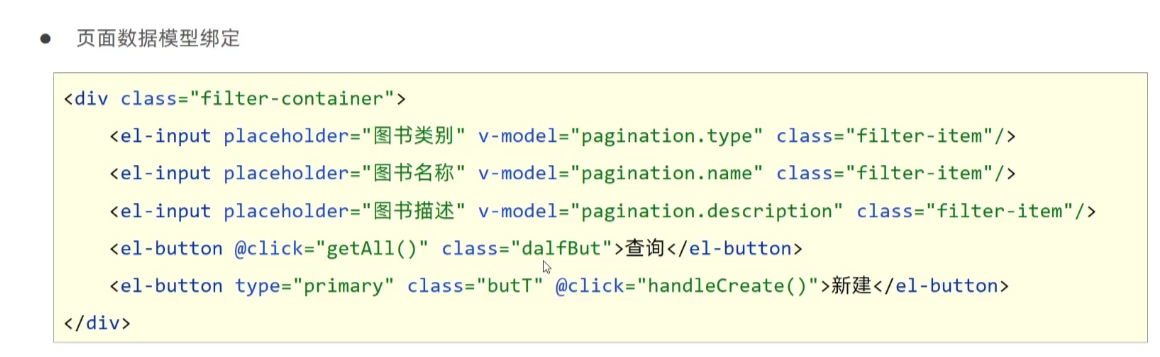 ● 页面数据模型绑定
<div class="filter-container">
    <el-input placeholder="图书类别" v-model="pagination.type" class="filter-item"/>
    <el-input placeholder="图书名称" v-model="pagination.name" class="filter-item"/>
    <el-input placeholder="图书描述" v-model="pagination.description" class="filter-item"/>
    <el-button @click="getAll()" class="dalfBut">查询</el-button>
    <el-button type="primary" class="butT" @click="handleCreate()">新建</el-button>
</div>